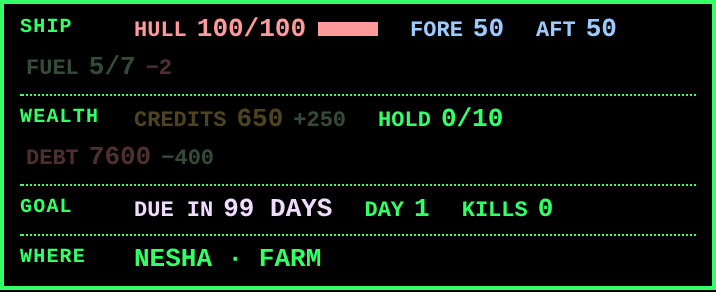 SHIP HULL 100/100 FORE 50 AFT 50
FUEL 5/7 −2
WEALTH CREDITS 650 +250 HOLD 0/10
DEBT 7600 −400
GOAL DUE IN 99 DAYS DAY 1 KILLS 0
WHERE NESHA · FARM